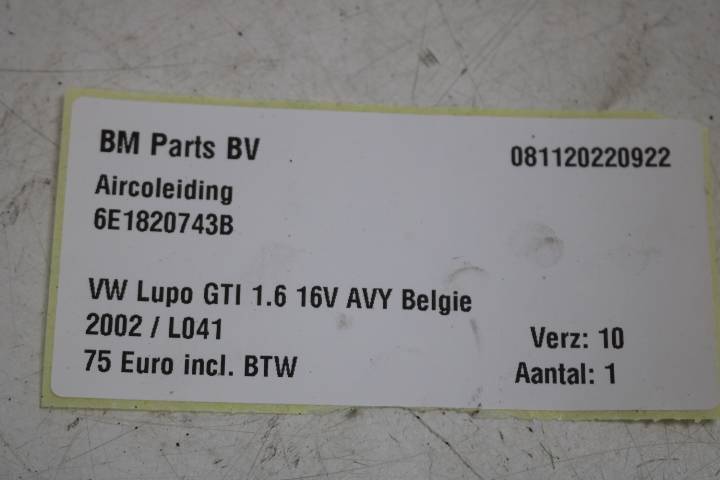 BM Parts BV 081120220922
Aircoleiding
6E1820743B
VW Lupo GTI 1.6 16V AVY Belgie
2002 / L041 Verz: 10
75 Euro incl. BTW Aantal: 1